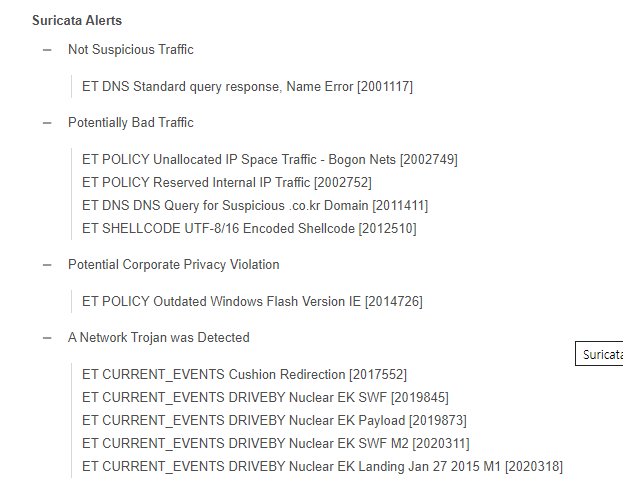 Suricata Alerts
Not Suspicious Traffic
ET DNS Standard query response, Name Error [2001117]
Potentially Bad Traffic
ET POLICY Unallocated IP Space Traffic - Bogon Nets [2002749]
ET POLICY Reserved Internal IP Traffic [2002752]
ET DNS DNS Query for Suspicious .co.kr Domain [2011411]
ET SHELLCODE UTF-8/16 Encoded Shellcode [2012510]
Potential Corporate Privacy Violation
ET POLICY Outdated Windows Flash Version IE [2014726]
A Network Trojan was Detected
Suricata
ET CURRENT_EVENTS Cushion Redirection [2017552]
ET CURRENT_EVENTS DRIVEBY Nuclear EK SWF [2019845]
ET CURRENT_EVENTS DRIVEBY Nuclear EK Payload [2019873]
ET CURRENT_EVENTS DRIVEBY Nuclear EK SWF M2 [2020311]
ET CURRENT_EVENTS DRIVEBY Nuclear EK Landing Jan 27 2015 M1 [2020318]